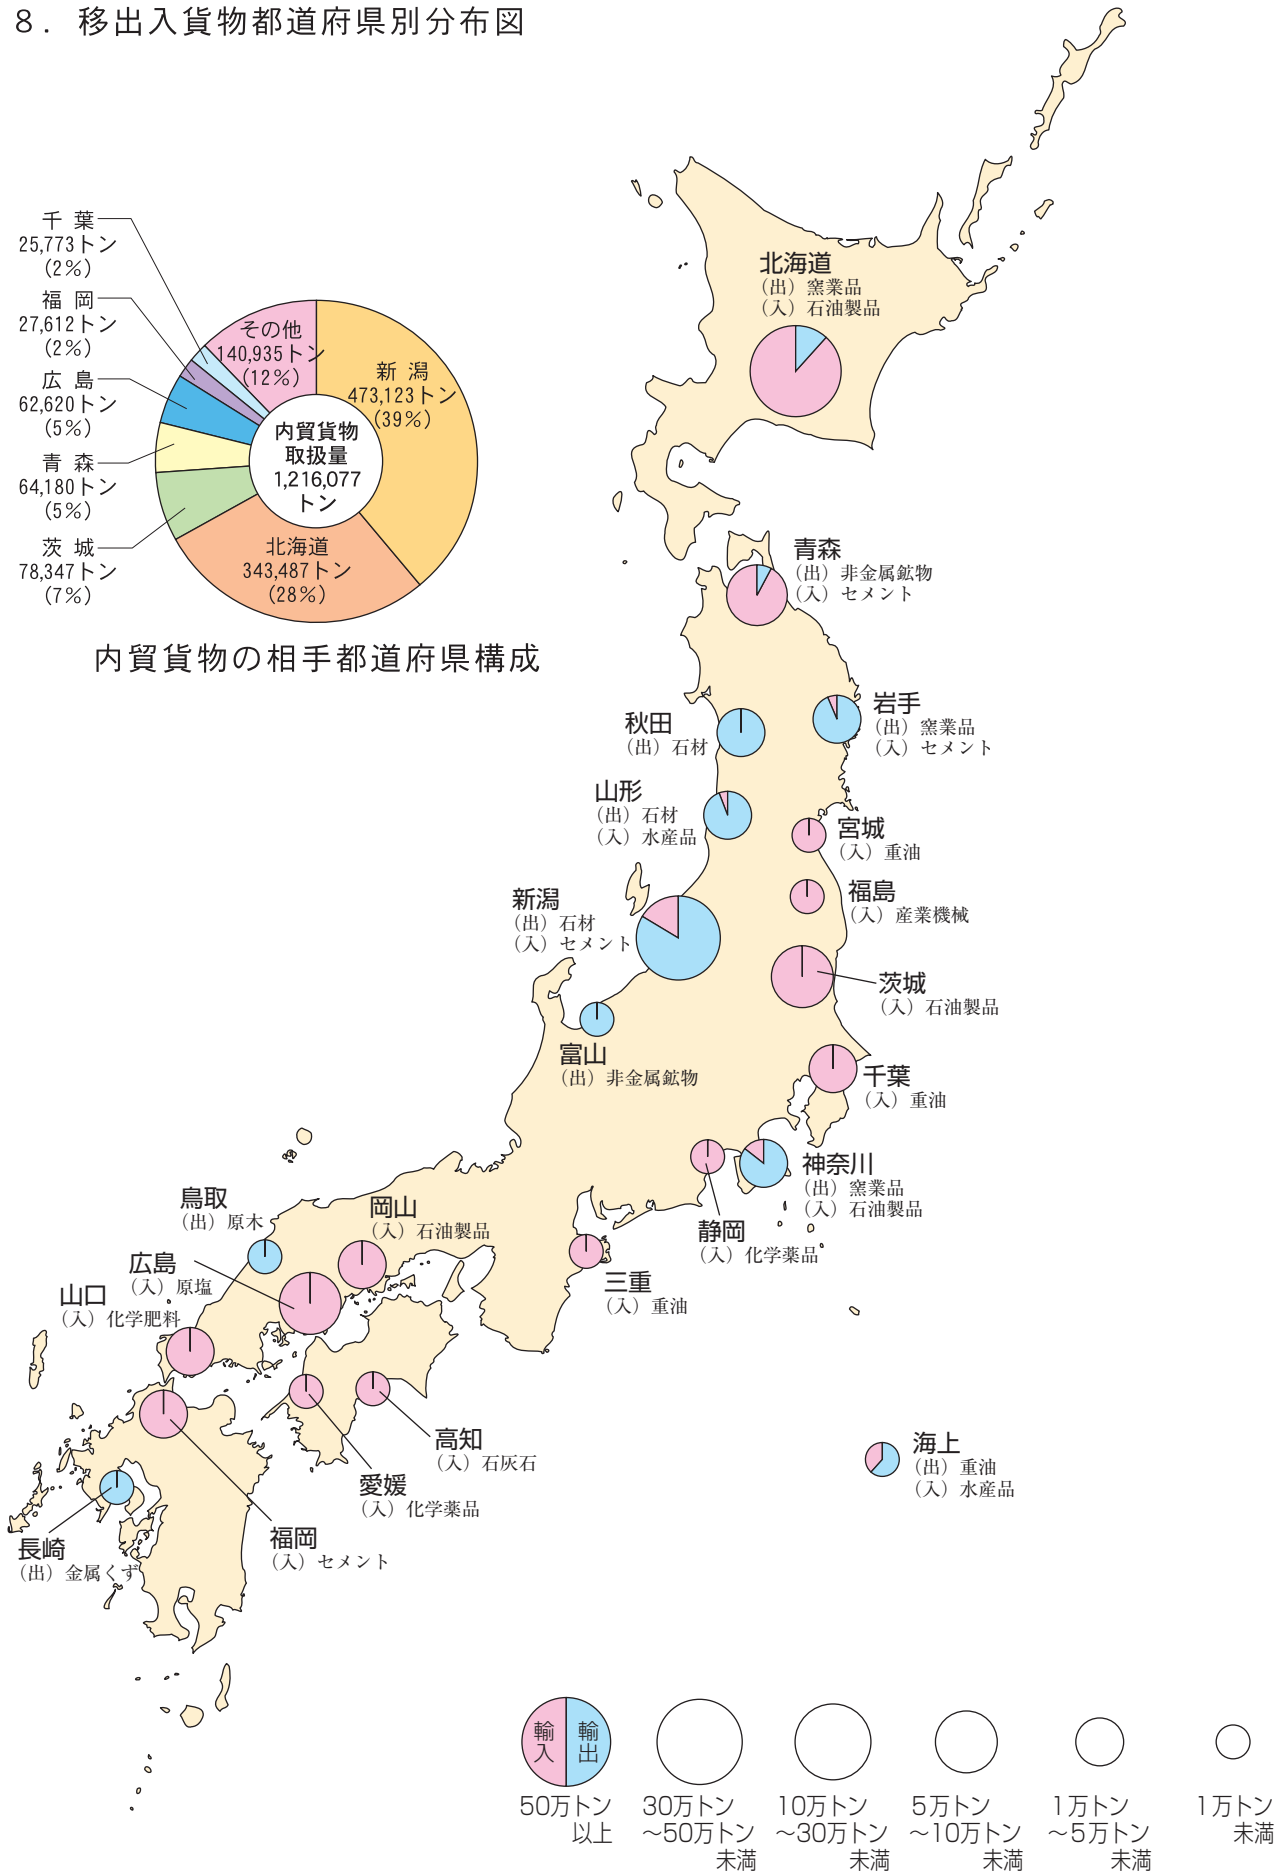 8．移出入貨物都道府県別分布図
千 葉
25,773トン
(2%)
福 岡
27,612トン
(2%)
広 島
62,620トン
(5%)
青 森
64,180トン
(5%)
茨 城
78,347トン
(7%)
その他
140,935トン
(12%)
新 潟
473,123トン
(39%)
内貿貨物
取扱量
1,216,077
トン
北海道
343,487トン
(28%)
内貿貨物の相手都道府県構成
北海道
（出）窯業品
（入）石油製品
青森
（出）非金属鉱物
（入）セメント
岩手
（出）窯業品
（入）セメント
秋田
（出）石材
山形
（出）石材
（入）水産品
宮城
（入）重油
福島
（入）産業機械
新潟
（出）石材
（入）セメント
茨城
（入）石油製品
富山
（出）非金属鉱物
千葉
（入）重油
神奈川
（出）窯業品
（入）石油製品
静岡
（入）化学薬品
三重
（入）重油
鳥取
（出）原木
岡山
（入）石油製品
広島
（入）原塩
山口
（入）化学肥料
高知
（入）石灰石
愛媛
（入）化学薬品
福岡
（入）セメント
長崎
（出）金属くず
海上
（出）重油
（入）水産品
輸入
輸出
50万トン
以上
30万トン
～50万トン
未満
10万トン
～30万トン
未満
5万トン
～10万トン
未満
1万トン
～5万トン
未満
1万トン
未満